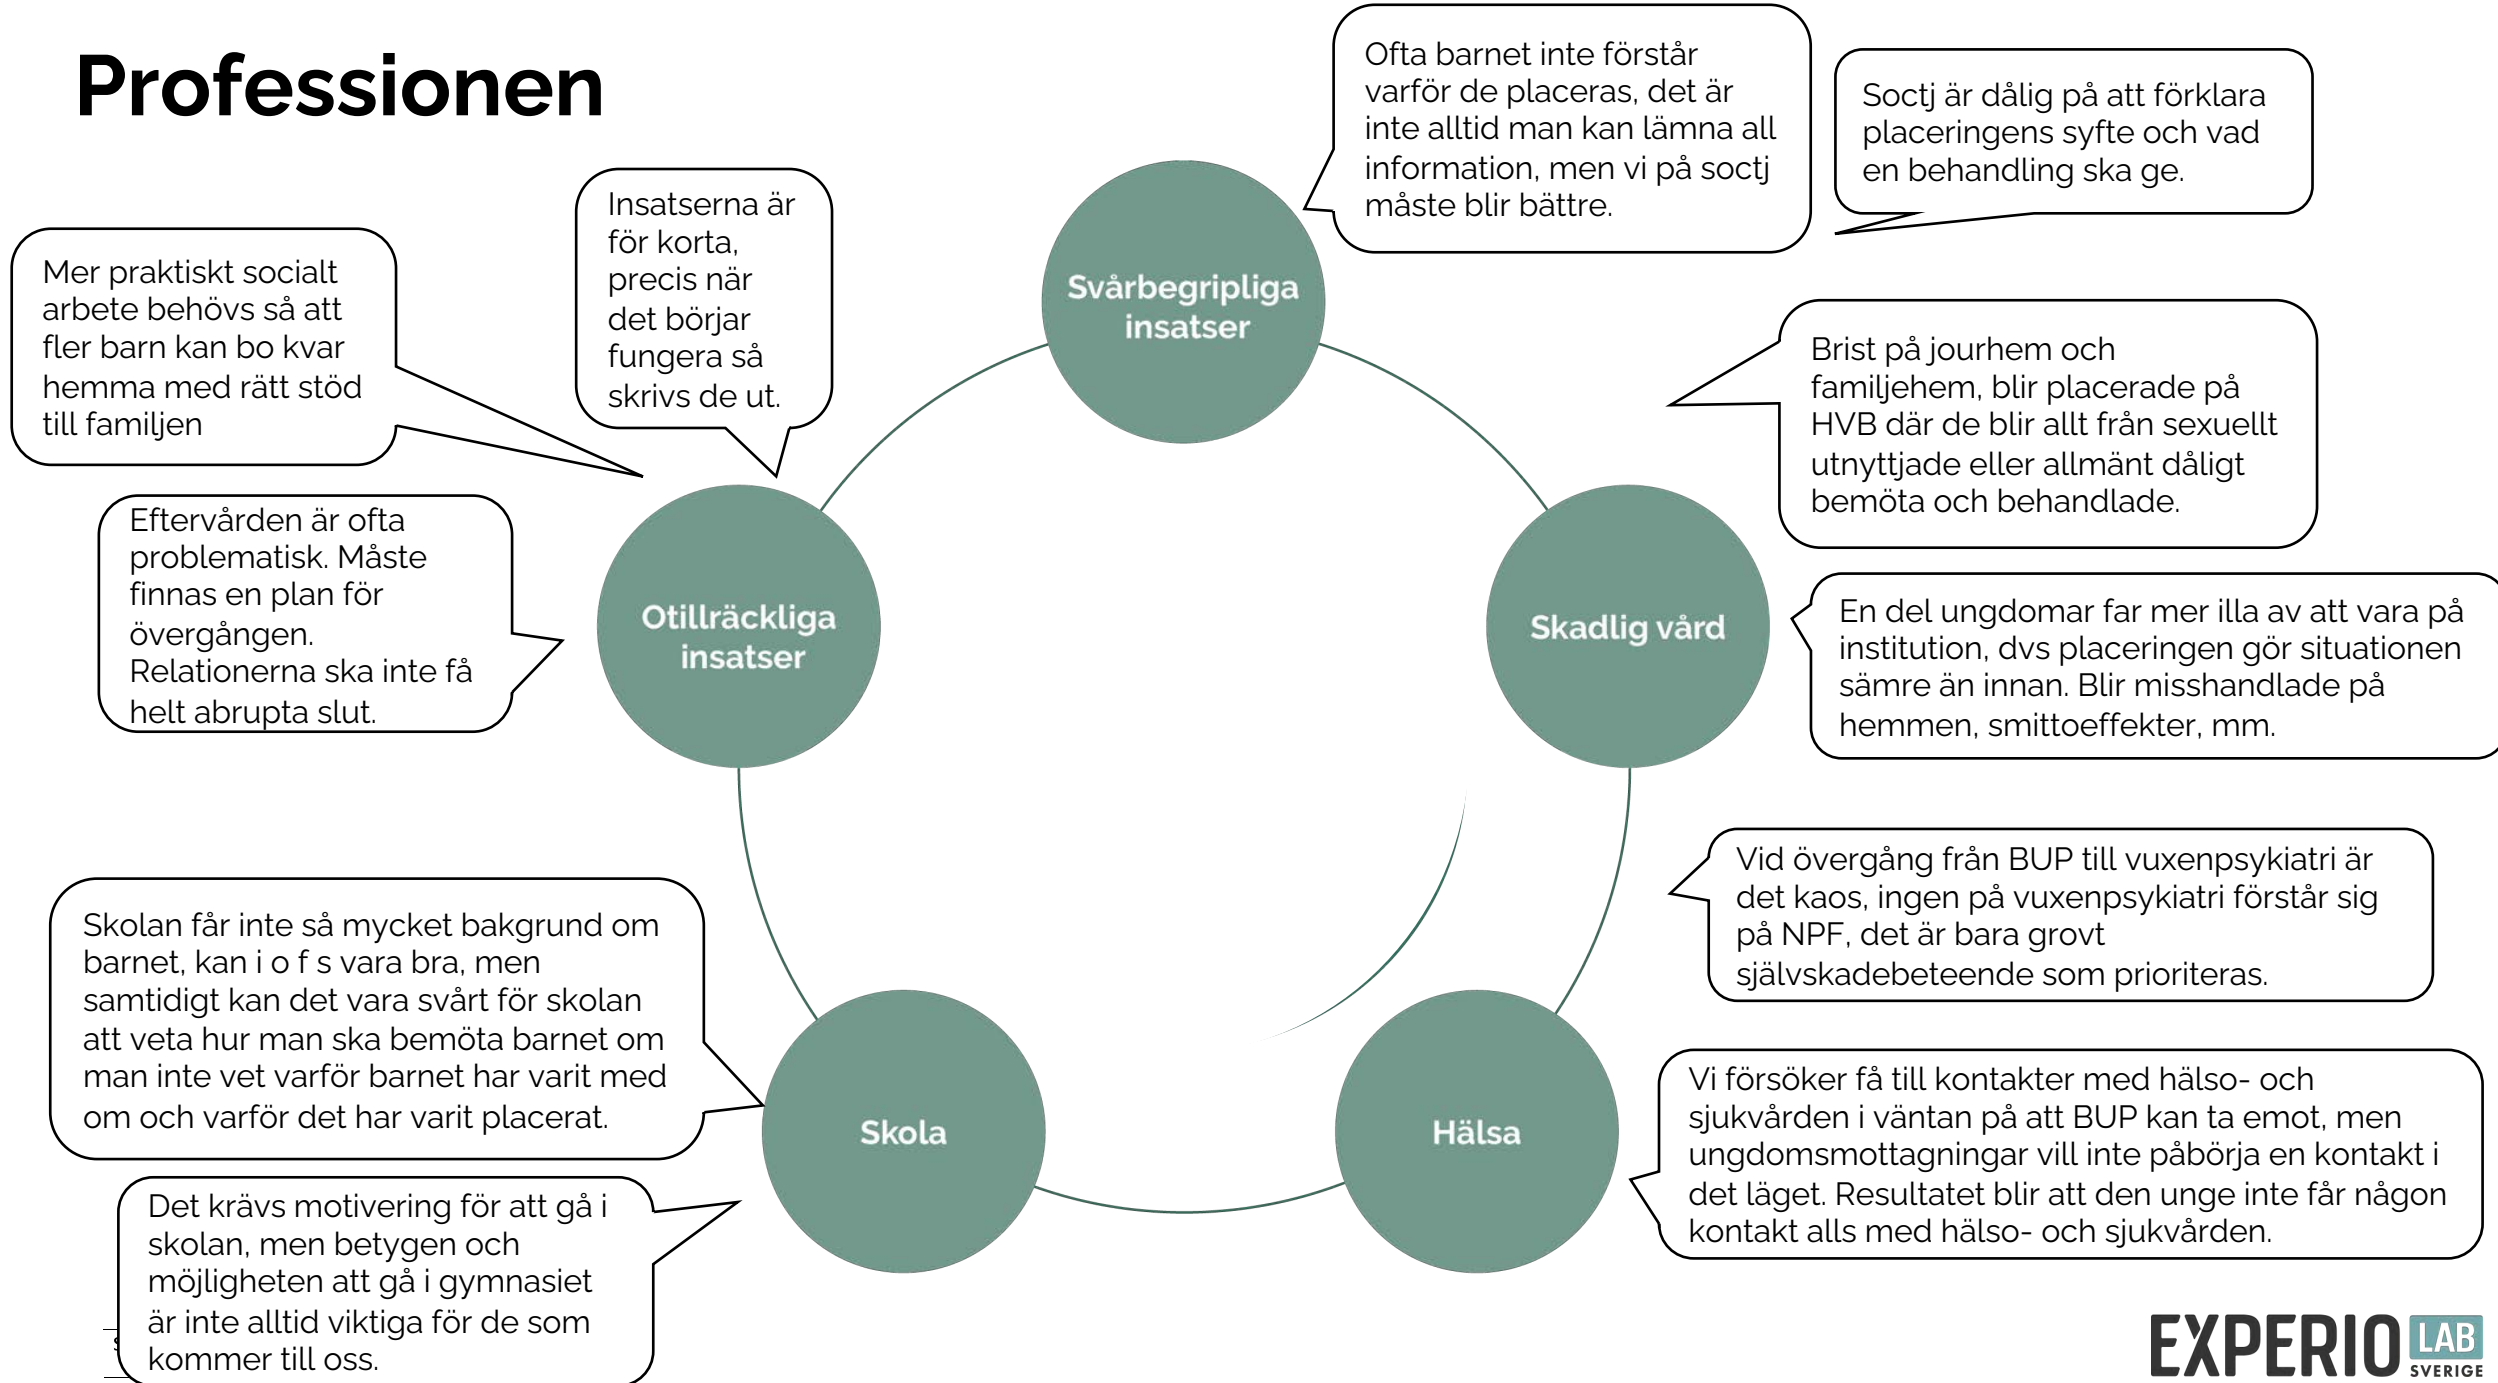 Professionen
Ofta barnet inte förstår
varför de placeras, det är
inte alltid man kan lämna all
information, men vi på soctj
måste blir bättre.
Soctj är dålig på att förklara
placeringens syfte och vad
en behandling ska ge.
Insatserna är
för korta,
precis när
det börjar
fungera så
skrivs de ut.
Mer praktiskt socialt
arbete behövs så att
fler barn kan bo kvar
hemma med rätt stöd
till familjen
Svårbegripliga
insatser
Brist på jourhem och
familjehem, blir placerade på
HVB där de blir allt från sexuellt
utnyttjade eller allmänt dåligt
bemöta och behandlade.
Eftervården är ofta
problematisk. Måste
finnas en plan för
övergången.
Relationerna ska inte få
helt abrupta slut.
Otillräckliga
insatser
Skadlig vård
En del ungdomar far mer illa av att vara på
institution, dvs placeringen gör situationen
sämre än innan. Blir misshandlade på
hemmen, smittoeffekter, mm.
Vid övergång från BUP till vuxenpsykiatri är
det kaos, ingen på vuxenpsykiatri förstår sig
på NPF, det är bara grovt
självskadebeteende som prioriteras.
Skolan får inte så mycket bakgrund om
barnet, kan i o f s vara bra, men
samtidigt kan det vara svårt för skolan
att veta hur man ska bemöta barnet om
man inte vet varför barnet har varit med
om och varför det har varit placerat.
Skola
Hälsa
Vi försöker få till kontakter med hälso- och
sjukvården i väntan på att BUP kan ta emot, men
ungdomsmottagningar vill inte påbörja en kontakt i
det läget. Resultatet blir att den unge inte får någon
kontakt alls med hälso- och sjukvården.
Det krävs motivering för att gå i
skolan, men betygen och
möjligheten att gå i gymnasiet
är inte alltid viktiga för de som
kommer till oss.
EXPERIO LAB
SVERIGE